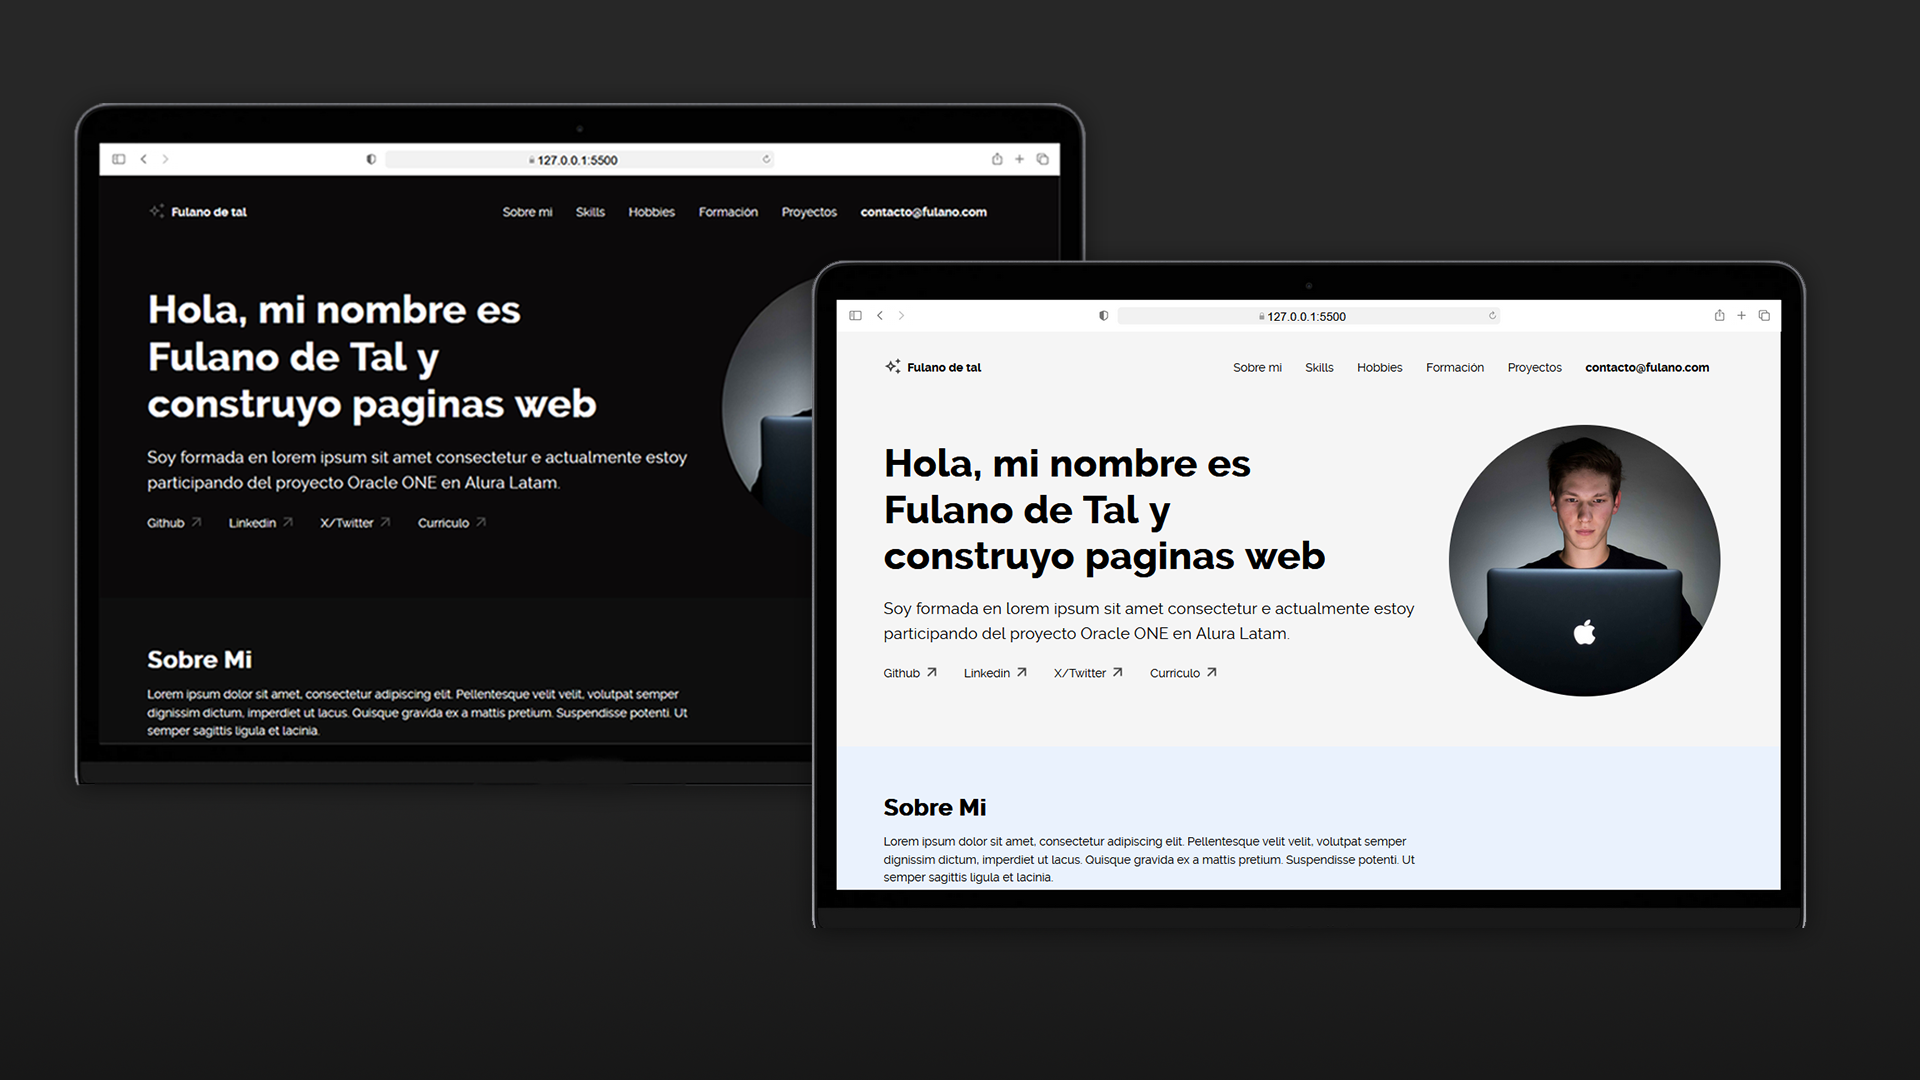 127.0.0.1:5500
Fulano de tal
Sobre mi Skills Hobbies Formación Proyectos contacto@fulano.com
Hola, mi nombre es
Fulano de Tal y
construyo paginas web
Soy formada en lorem ipsum sit amet consectetur e actualmente estoy
participando del proyecto Oracle ONE en Alura Latam.
Github Linkedin X/Twitter Curriculo
Sobre Mi
Lorem ipsum dolor sit amet, consectetur adipiscing elit. Pellentesque velit velit, volutpat semper
dignissim dictum, imperdiet ut lacus. Quisque gravida ex a mattis pretium. Suspendisse potenti. Ut
semper sagittis ligula et lacinia.
127.0.0.1:5500
Fulano de tal
Sobre mi Skills Hobbies Formación Proyectos contacto@fulano.com
Hola, mi nombre es
Fulano de Tal y
construyo paginas web
Soy formada en lorem ipsum sit amet consectetur e actualmente estoy
participando del proyecto Oracle ONE en Alura Latam.
Github Linkedin X/Twitter Curriculo
Sobre Mi
Lorem ipsum dolor sit amet, consectetur adipiscing elit. Pellentesque velit velit, volutpat semper
dignissim dictum, imperdiet ut lacus. Quisque gravida ex a mattis pretium. Suspendisse potenti. Ut
semper sagittis ligula et lacinia.